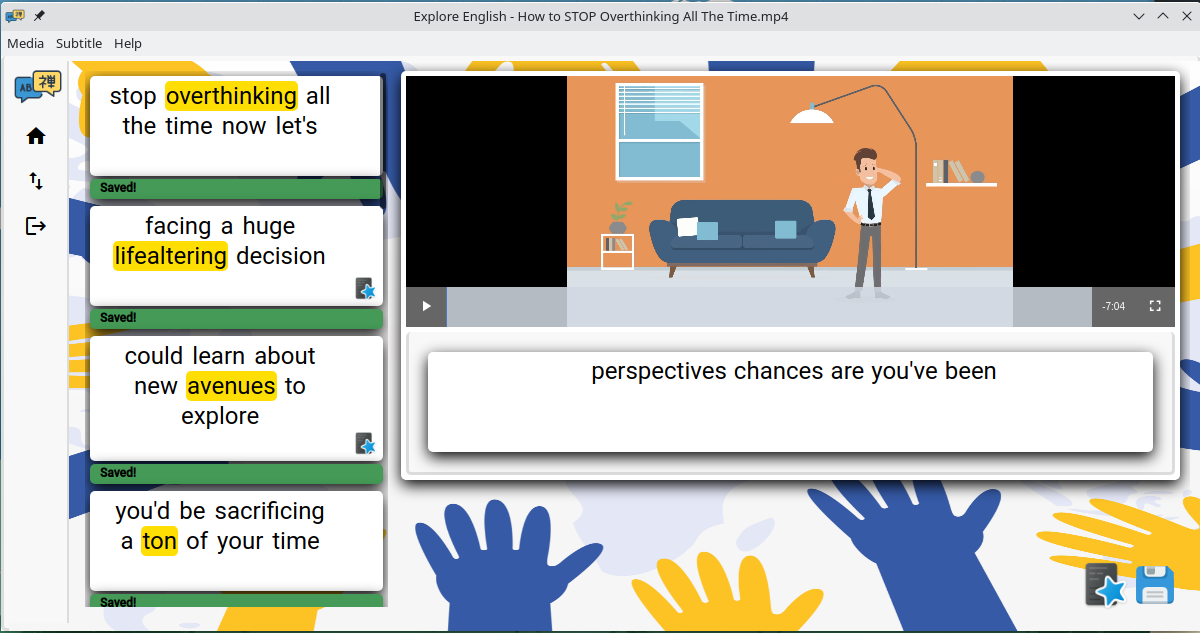 Explore English - How to STOP Overthinking All The Time.mp4
Media Subtitle Help
AB 禅
stop overthinking all
the time now let's
Saved!
facing a huge
lifealtering decision
Saved!
could learn about
new avenues to
explore
Saved!
you'd be sacrificing
a ton of your time
Saved!
-7:04
perspectives chances are you've been